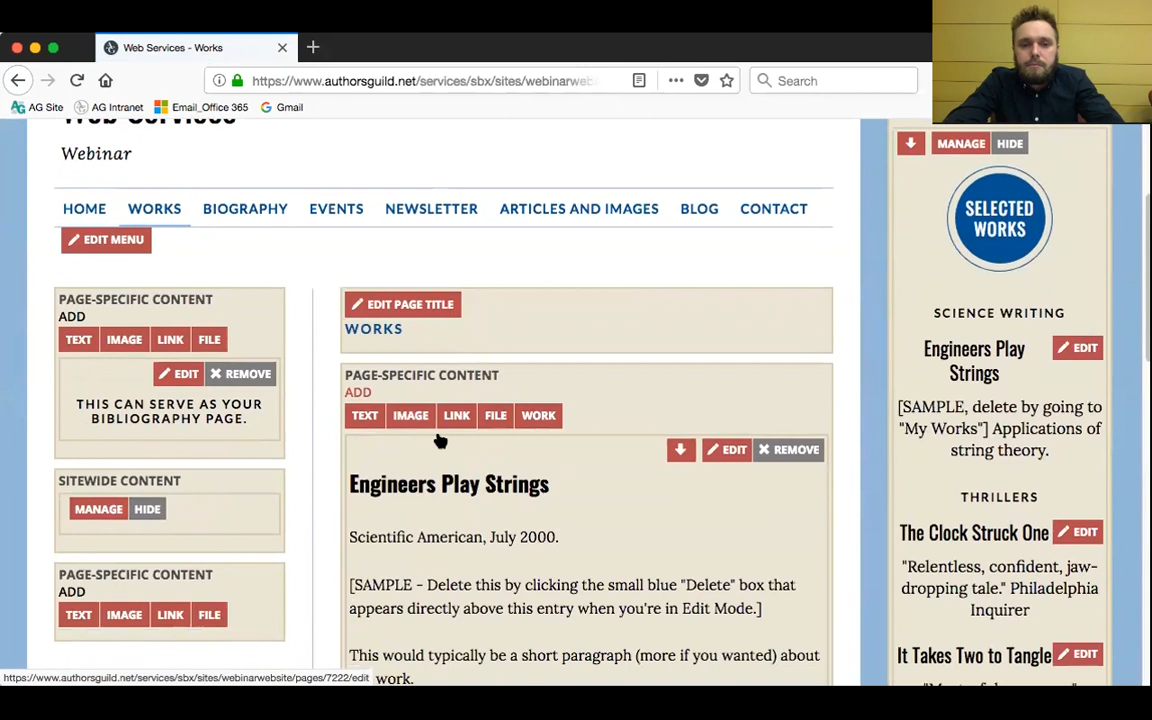 Web Services - Works
https://www.authorsguild.net/services/sbx/sites/webinarweb
Search
AG Site
AG Intranet
Email_Office 365
Gmail
Web Services
Webinar
HOME WORKS BIOGRAPHY EVENTS NEWSLETTER ARTICLES AND IMAGES BLOG CONTACT
EDIT MENU
PAGE-SPECIFIC CONTENT
ADD
TEXT IMAGE LINK FILE
EDIT REMOVE
THIS CAN SERVE AS YOUR
BIBLIOGRAPHY PAGE.
SITEWIDE CONTENT
MANAGE HIDE
PAGE-SPECIFIC CONTENT
ADD
TEXT IMAGE LINK FILE
EDIT PAGE TITLE
WORKS
PAGE-SPECIFIC CONTENT
ADD
TEXT IMAGE LINK FILE WORK
EDIT REMOVE
Engineers Play Strings
Scientific American, July 2000.
[SAMPLE - Delete this by clicking the small blue "Delete" box that
appears directly above this entry when you're in Edit Mode.]
This would typically be a short paragraph (more if you wanted) about
work.
MANAGE HIDE
SELECTED
WORKS
SCIENCE WRITING
Engineers Play
Strings
EDIT
[SAMPLE, delete by going to
"My Works"] Applications of
string theory.
THRILLERS
The Clock Struck One
EDIT
"Relentless, confident, jaw-
dropping tale." Philadelphia
Inquirer
It Takes Two to Tangle
EDIT
https://www.authorsguild.net/services/sbx/sites/webinarwebsite/pages/7222/edit